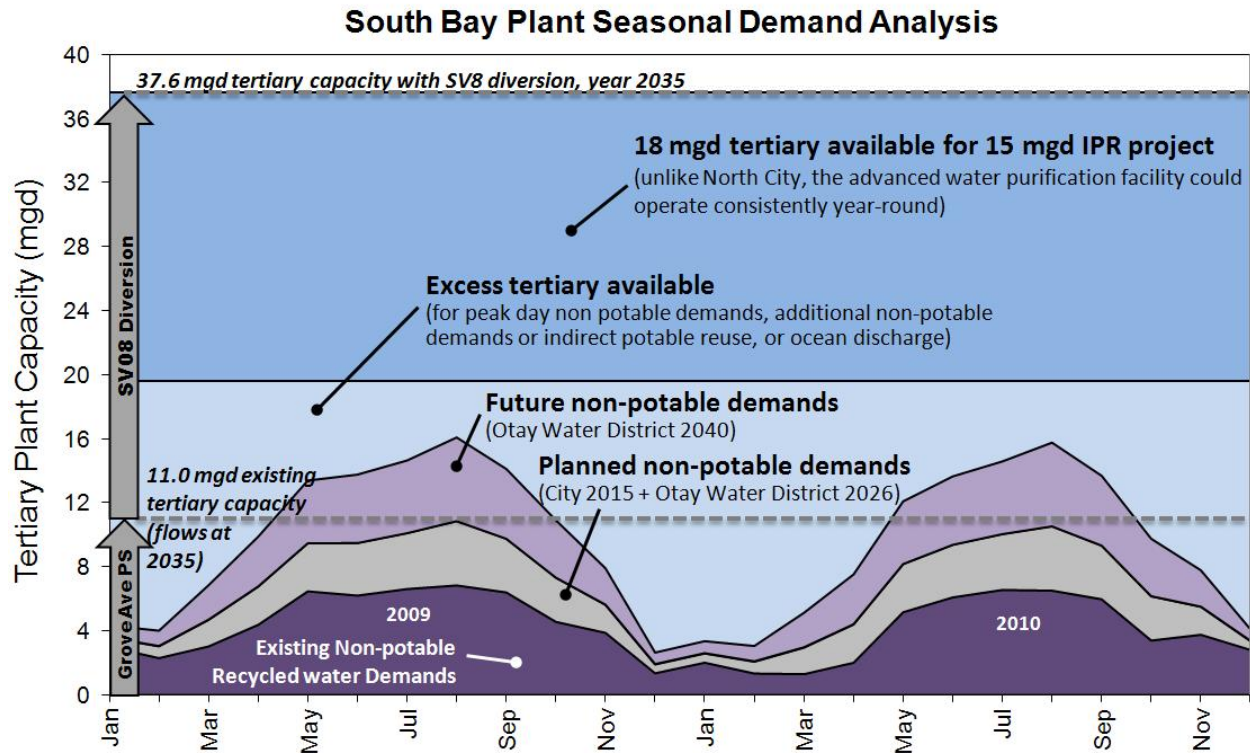 South Bay Plant Seasonal Demand Analysis
Tertiary Plant Capacity (mgd)
40
36
32
28
24
20
16
12
8
4
0
37.6 mgd tertiary capacity with SV8 diversion, year 2035
SV08 Diversion
18 mgd tertiary available for 15 mgd IPR project
(unlike North City, the advanced water purification facility could
operate consistently year-round)
Excess tertiary available
(for peak day non potable demands, additional non-potable
demands or indirect potable reuse, or ocean discharge)
Future non-potable demands
(Otay Water District 2040)
Planned non-potable demands
(City 2015 + Otay Water District 2026)
11.0 mgd existing
tertiary capacity
(flows at
2035)
Grove Ave PS
2009
2010
Existing Non-potable
Recycled water Demands
Jan
Mar
May
Jul
Sep
Nov
Jan
Mar
May
Jul
Sep
Nov